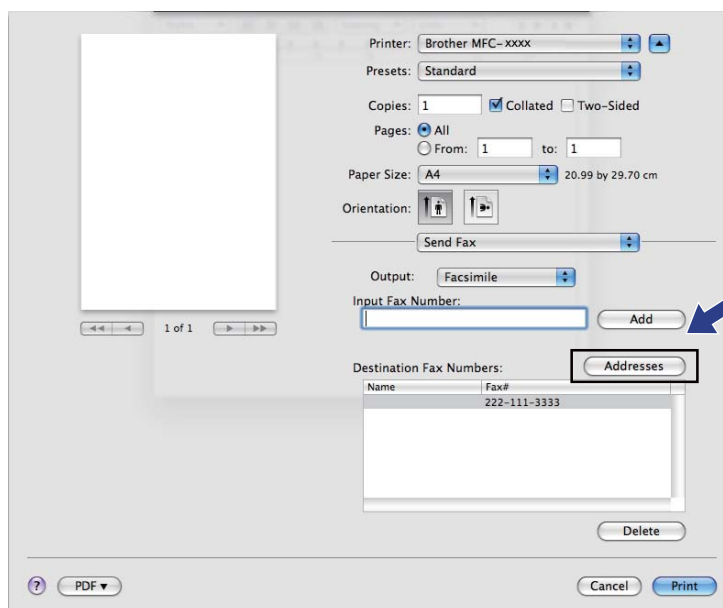 Printer: Brother MFC-xxxx
Presets: Standard
Copies: 1 Collated Two-Sided
Pages: All
From: 1 to: 1
Paper Size: A4 20.99 by 29.70 cm
Orientation:
Send Fax
Output: Facsimile
Input Fax Number:
Add
1 of 1
Destination Fax Numbers: Addresses
Name Fax#
222-111-3333
Delete
? PDF Cancel Print